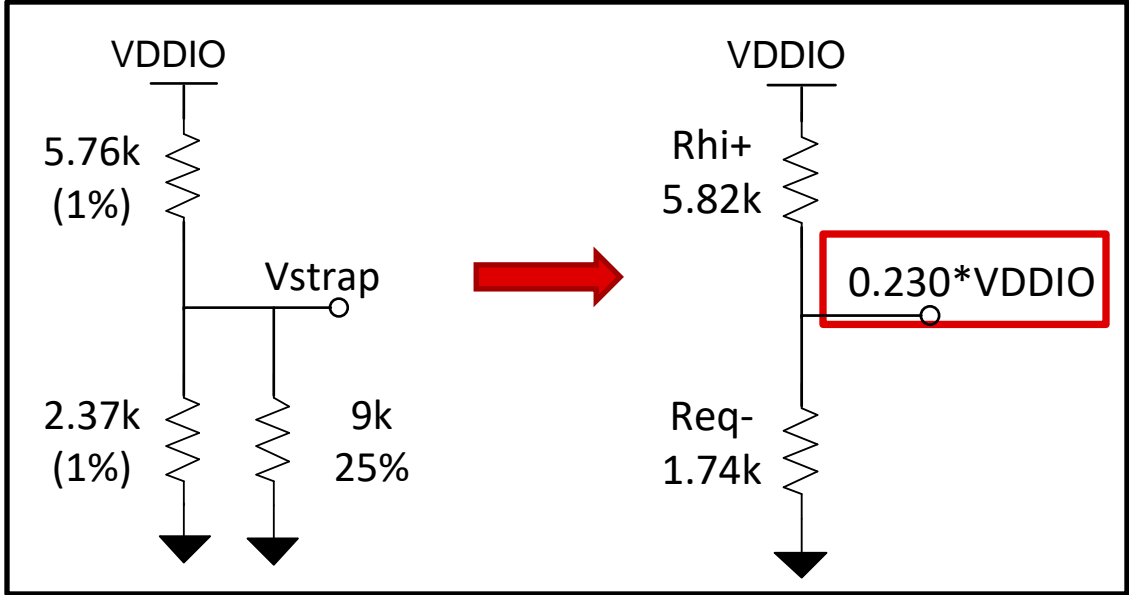 VDDIO
5.76k
(1%)
Vstrap
2.37k
(1%)
9k
25%
VDDIO
Rhi+
5.82k
0.230*VDDIO
Req-
1.74k